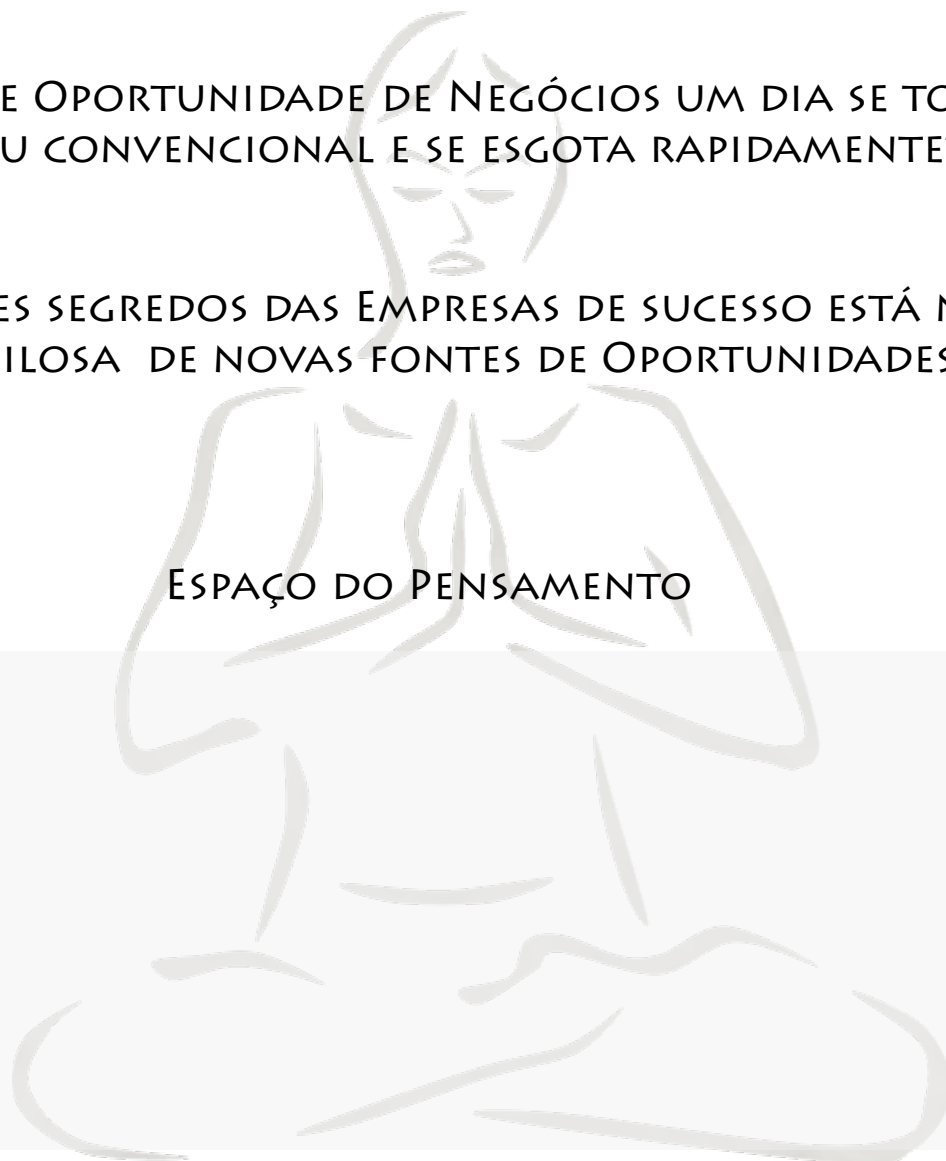 E Oportunidade de Negócios um dia se to
u convencional e se esgota rapidamente
es segredos das Empresas de sucesso está
ilosa de novas fontes de Oportunidades
Espaço do Pensamento